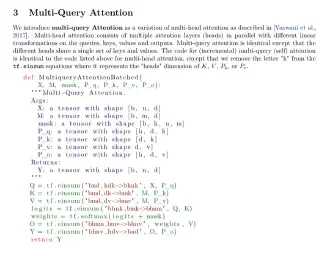 3 Multi-Query Attention
We introduce multi-query Attention as a variation of multi-head attention as described in [Vaswani et al.,
2017]. Multi-head attention consists of multiple attention layers (heads) in parallel with different linear
transformations on the queries, keys, values and outputs. Multi-query attention is identical except that the
different heads share a single set of keys and values. The code for (incremental) multi-query (self) attention
is identical to the code listed above for multi-head attention, except that we remove the letter "h" from the
tf.einsum equations where it represents the "heads" dimension of K, V, P_k, or P_v.
def MultiqueryAttentionBatched(
X, M, mask, P_q, P_k, P_v, P_o):
"""Multi-Query Attention.
Args:
X: a tensor with shape [b, n, d]
M: a tensor with shape [b, m, d]
mask: a tensor with shape [b, h, n, m]
P_q: a tensor with shape [h, d, k]
P_k: a tensor with shape [d, k]
P_v: a tensor with shape [d, v]
P_o: a tensor with shape [h, d, v]
Returns:
Y: a tensor with shape [b, n, d]
"""
Q = tf.einsum("bnd,hdk->bhnk", X, P_q)
K = tf.einsum("bmd,dk->bmk", M, P_k)
V = tf.einsum("bmd,dv->bmv", M, P_v)
logits = tf.einsum("bhnk,bmk->bhnm", Q, K)
weights = tf.softmax(logits + mask)
O = tf.einsum("bhnm,bmv->bhnv", weights, V)
Y = tf.einsum("bhnv,hdv->bnd", O, P_o)
return Y